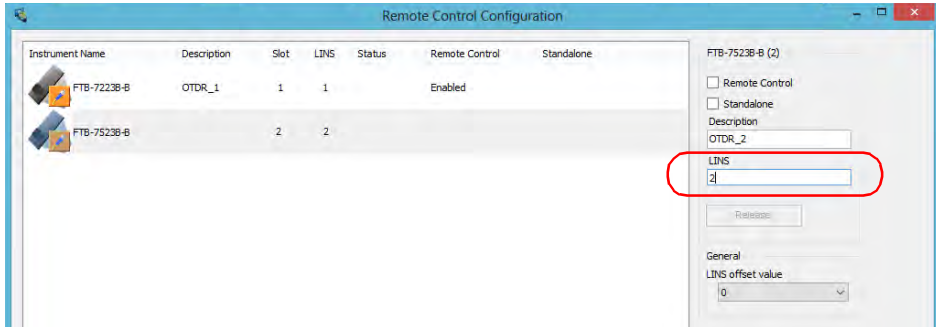 Remote Control Configuration
Instrument Name Description Slot LINS Status Remote Control Standalone
FTB-7223B-B OTDR_1 1 1 Enabled
FTB-7523B-B 2 2
FTB-7523B-B (2)
Remote Control
Standalone
Description
OTDR_2
LINS
2
Release
General
LINS offset value
0